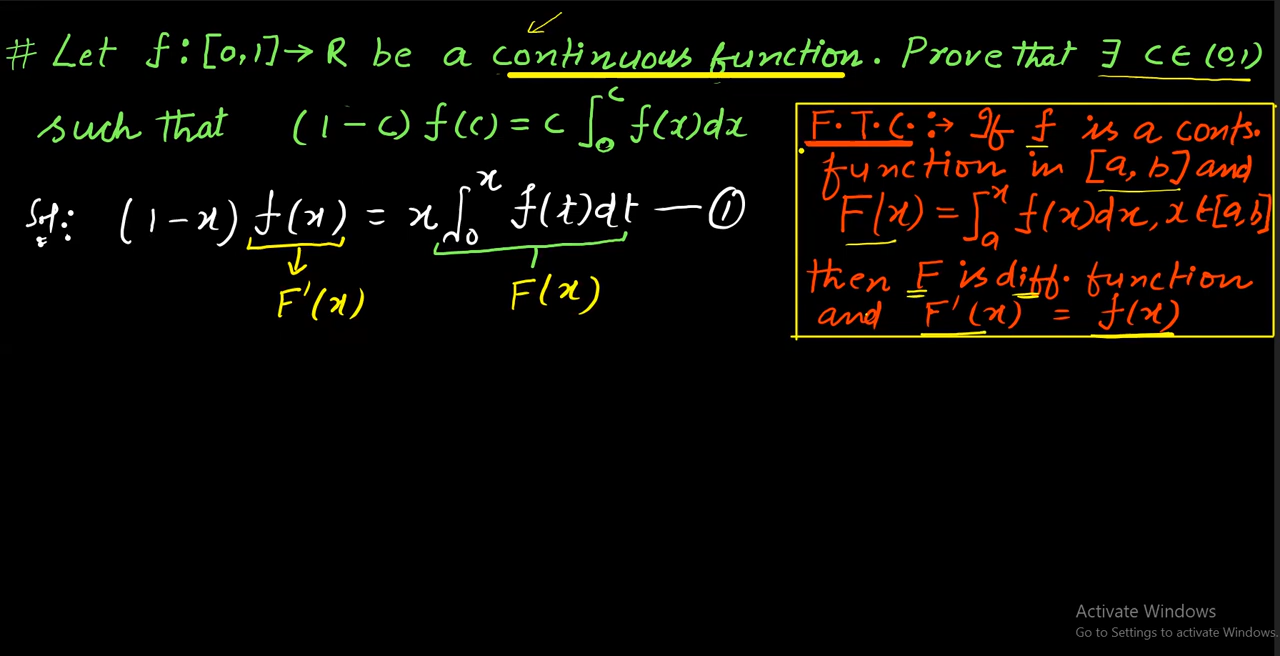 # Let f : [0,1] → R be a continuous function. Prove that ∃ c ∈ (0,1)
such that (1-c) f(c) = c ∫₀ᶜ f(x)dx
F.T.C. :→ If f is a conts.
function in [a, b] and
F(x) = ∫ₐˣ f(x)dx, x ∈ [a,b]
then F is diff. function
and F'(x) = f(x)
Sol: (1-x) f(x) = x ∫₀ˣ f(t)dt — ①
F'(x) F(x)
Activate Windows
Go to Settings to activate Windows.